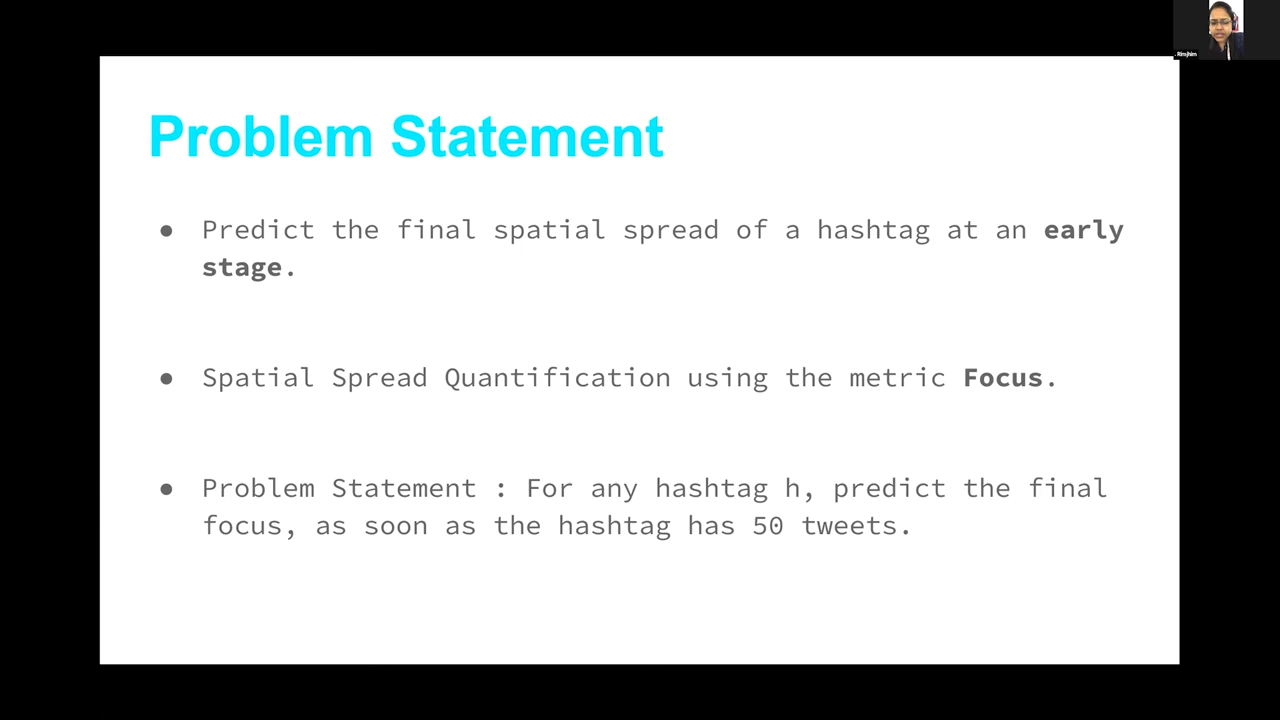 Rimjhim
Problem Statement
● Predict the final spatial spread of a hashtag at an early
stage.
● Spatial Spread Quantification using the metric Focus.
● Problem Statement : For any hashtag h, predict the final
focus, as soon as the hashtag has 50 tweets.